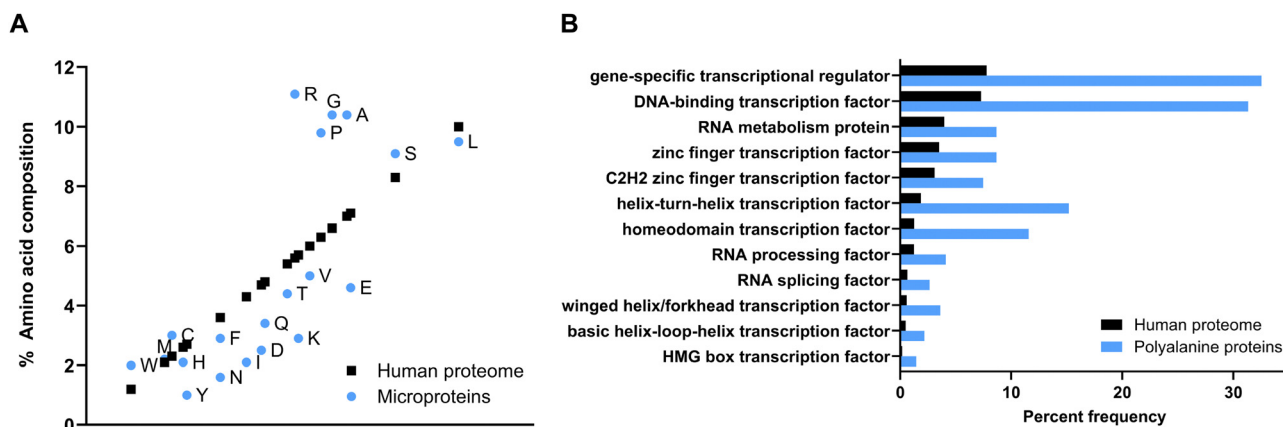 A
% Amino acid composition
12
10
8
6
4
2
0
R
G
A
P
S
L
V
E
T
Q
K
C
F
M
W
H
D
I
N
Y
Human proteome
Microproteins
B
gene-specific transcriptional regulator
DNA-binding transcription factor
RNA metabolism protein
zinc finger transcription factor
C2H2 zinc finger transcription factor
helix-turn-helix transcription factor
homeodomain transcription factor
RNA processing factor
RNA splicing factor
winged helix/forkhead transcription factor
basic helix-loop-helix transcription factor
HMG box transcription factor
Human proteome
Polyalanine proteins
0
10
20
30
Percent frequency